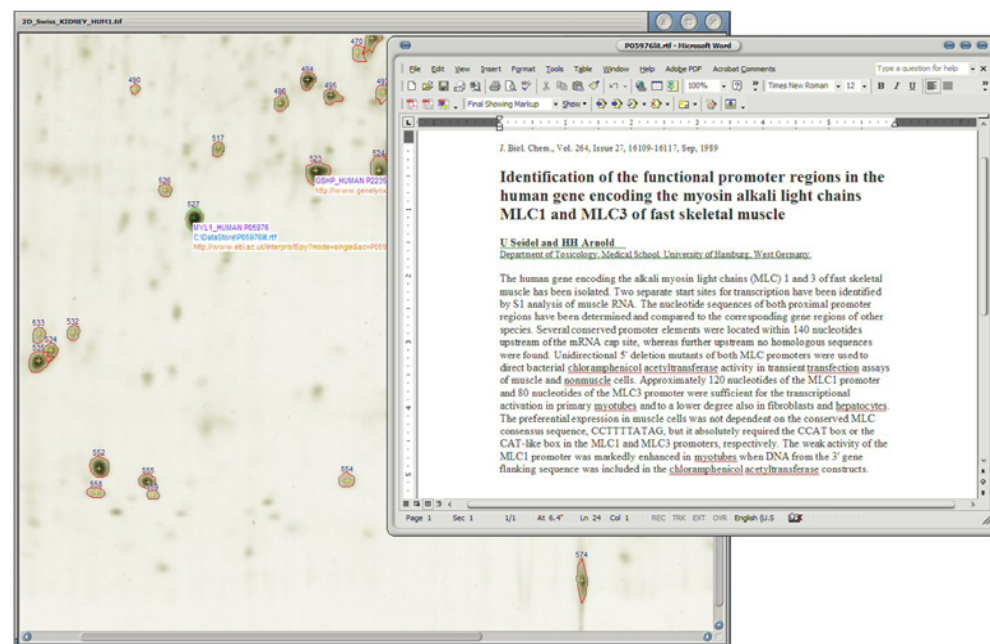 2D_Swiss_KIDNEY_HUM1.tif
470
490
484
495
496
517
523
524
GSHP_HUMAN P2235
http://www.genelynx
526
527
MYL1_HUMAN P05976
C:\DataStore\P05976lit.rtf
http://www.ebi.ac.uk/interpro/ISpy?mode=single&ac=P059
533
532
534
552
555
558
554
574
P05976lit.rtf - Microsoft Word
File Edit View Insert Format Tools Table Window Help Adobe PDF Acrobat Comments
Type a question for help
100%
Times New Roman
12
B I U
Final Showing Markup
Show
J. Biol. Chem., Vol. 264, Issue 27, 16109-16117, Sep, 1989
Identification of the functional promoter regions in the
human gene encoding the myosin alkali light chains
MLC1 and MLC3 of fast skeletal muscle
U Seidel and HH Arnold
Department of Toxicology, Medical School, University of Hamburg, West Germany.
The human gene encoding the alkali myosin light chains (MLC) 1 and 3 of fast skeletal
muscle has been isolated. Two separate start sites for transcription have been identified
by S1 analysis of muscle RNA. The nucleotide sequences of both proximal promoter
regions have been determined and compared to the corresponding gene regions of other
species. Several conserved promoter elements were located within 140 nucleotides
upstream of the mRNA cap site, whereas further upstream no homologous sequences
were found. Unidirectional 5' deletion mutants of both MLC promoters were used to
direct bacterial chloramphenicol acetyltransferase activity in transient transfection assays
of muscle and nonmuscle cells. Approximately 120 nucleotides of the MLC1 promoter
and 80 nucleotides of the MLC3 promoter were sufficient for the transcriptional
activation in primary myotubes and to a lower degree also in fibroblasts and hepatocytes.
The preferential expression in muscle cells was not dependent on the conserved MLC
consensus sequence, CCTTTTATAG, but it absolutely required the CCAT box or the
CAT-like box in the MLC1 and MLC3 promoters, respectively. The weak activity of the
MLC1 promoter was markedly enhanced in myotubes when DNA from the 3' gene
flanking sequence was included in the chloramphenicol acetyltransferase constructs.
Page 1 Sec 1 1/1 At 6.4" Ln 24 Col 1 REC TRK EXT OVR English (U.S